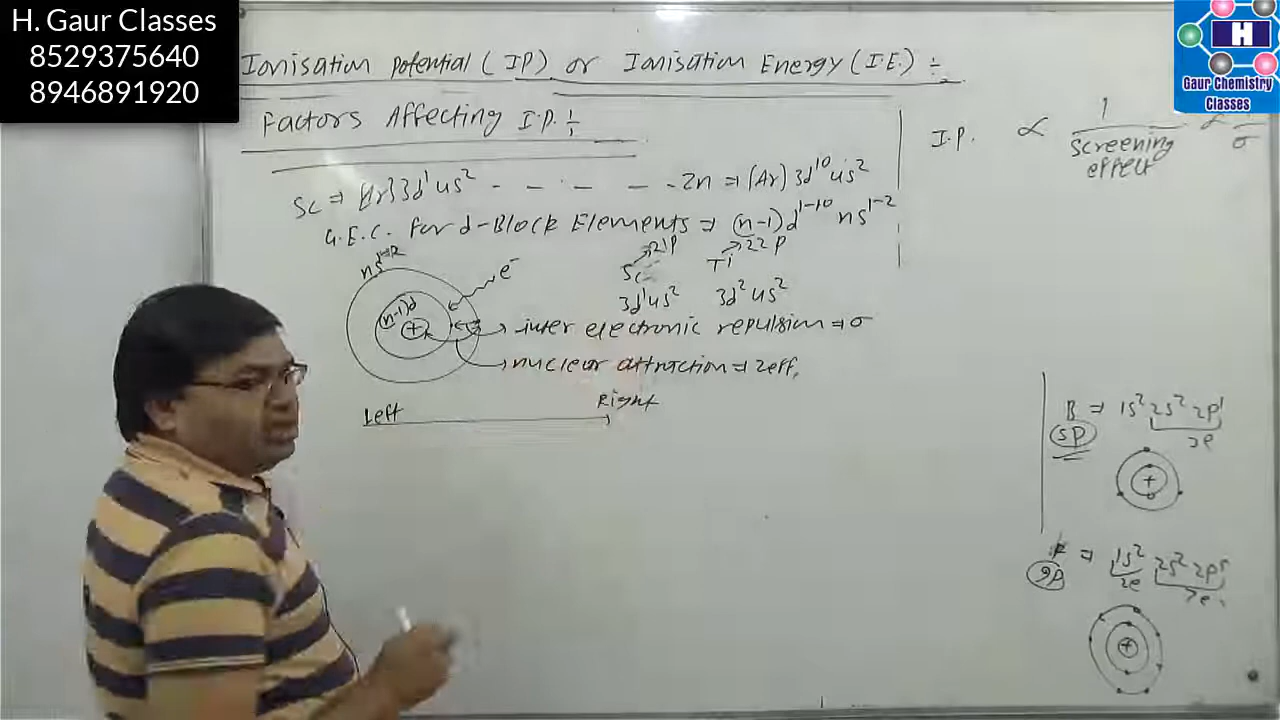 H. Gaur Classes
8529375640
8946891920
H
Gaur Chemistry
Classes
Ionisation Potential (IP) or Ionisation Energy (I.E.) ÷
Factors Affecting I.P. ÷
I.P. ∝ 1 / screening effect ∝ 1 / σ
Sc ⇒ [Ar] 3d¹ 4s² - - - - - Zn ⇒ (Ar) 3d¹⁰ 4s²
G.E.C. For d-Block Elements ⇒ (n-1)d¹⁻¹⁰ ns¹⁻²
21P 22P
Sc Ti
3d¹4s² 3d²4s²
ns¹⁻²
e⁻
(n-1)d
+
inter electronic repulsion ⇒ σ
nuclear attraction ⇒ Zeff.
Left Right
B ⇒ 1s² 2s² 2p¹
5P 3e
+
F ⇒ 1s² 2s² 2p⁵
9P 2e 7e
+